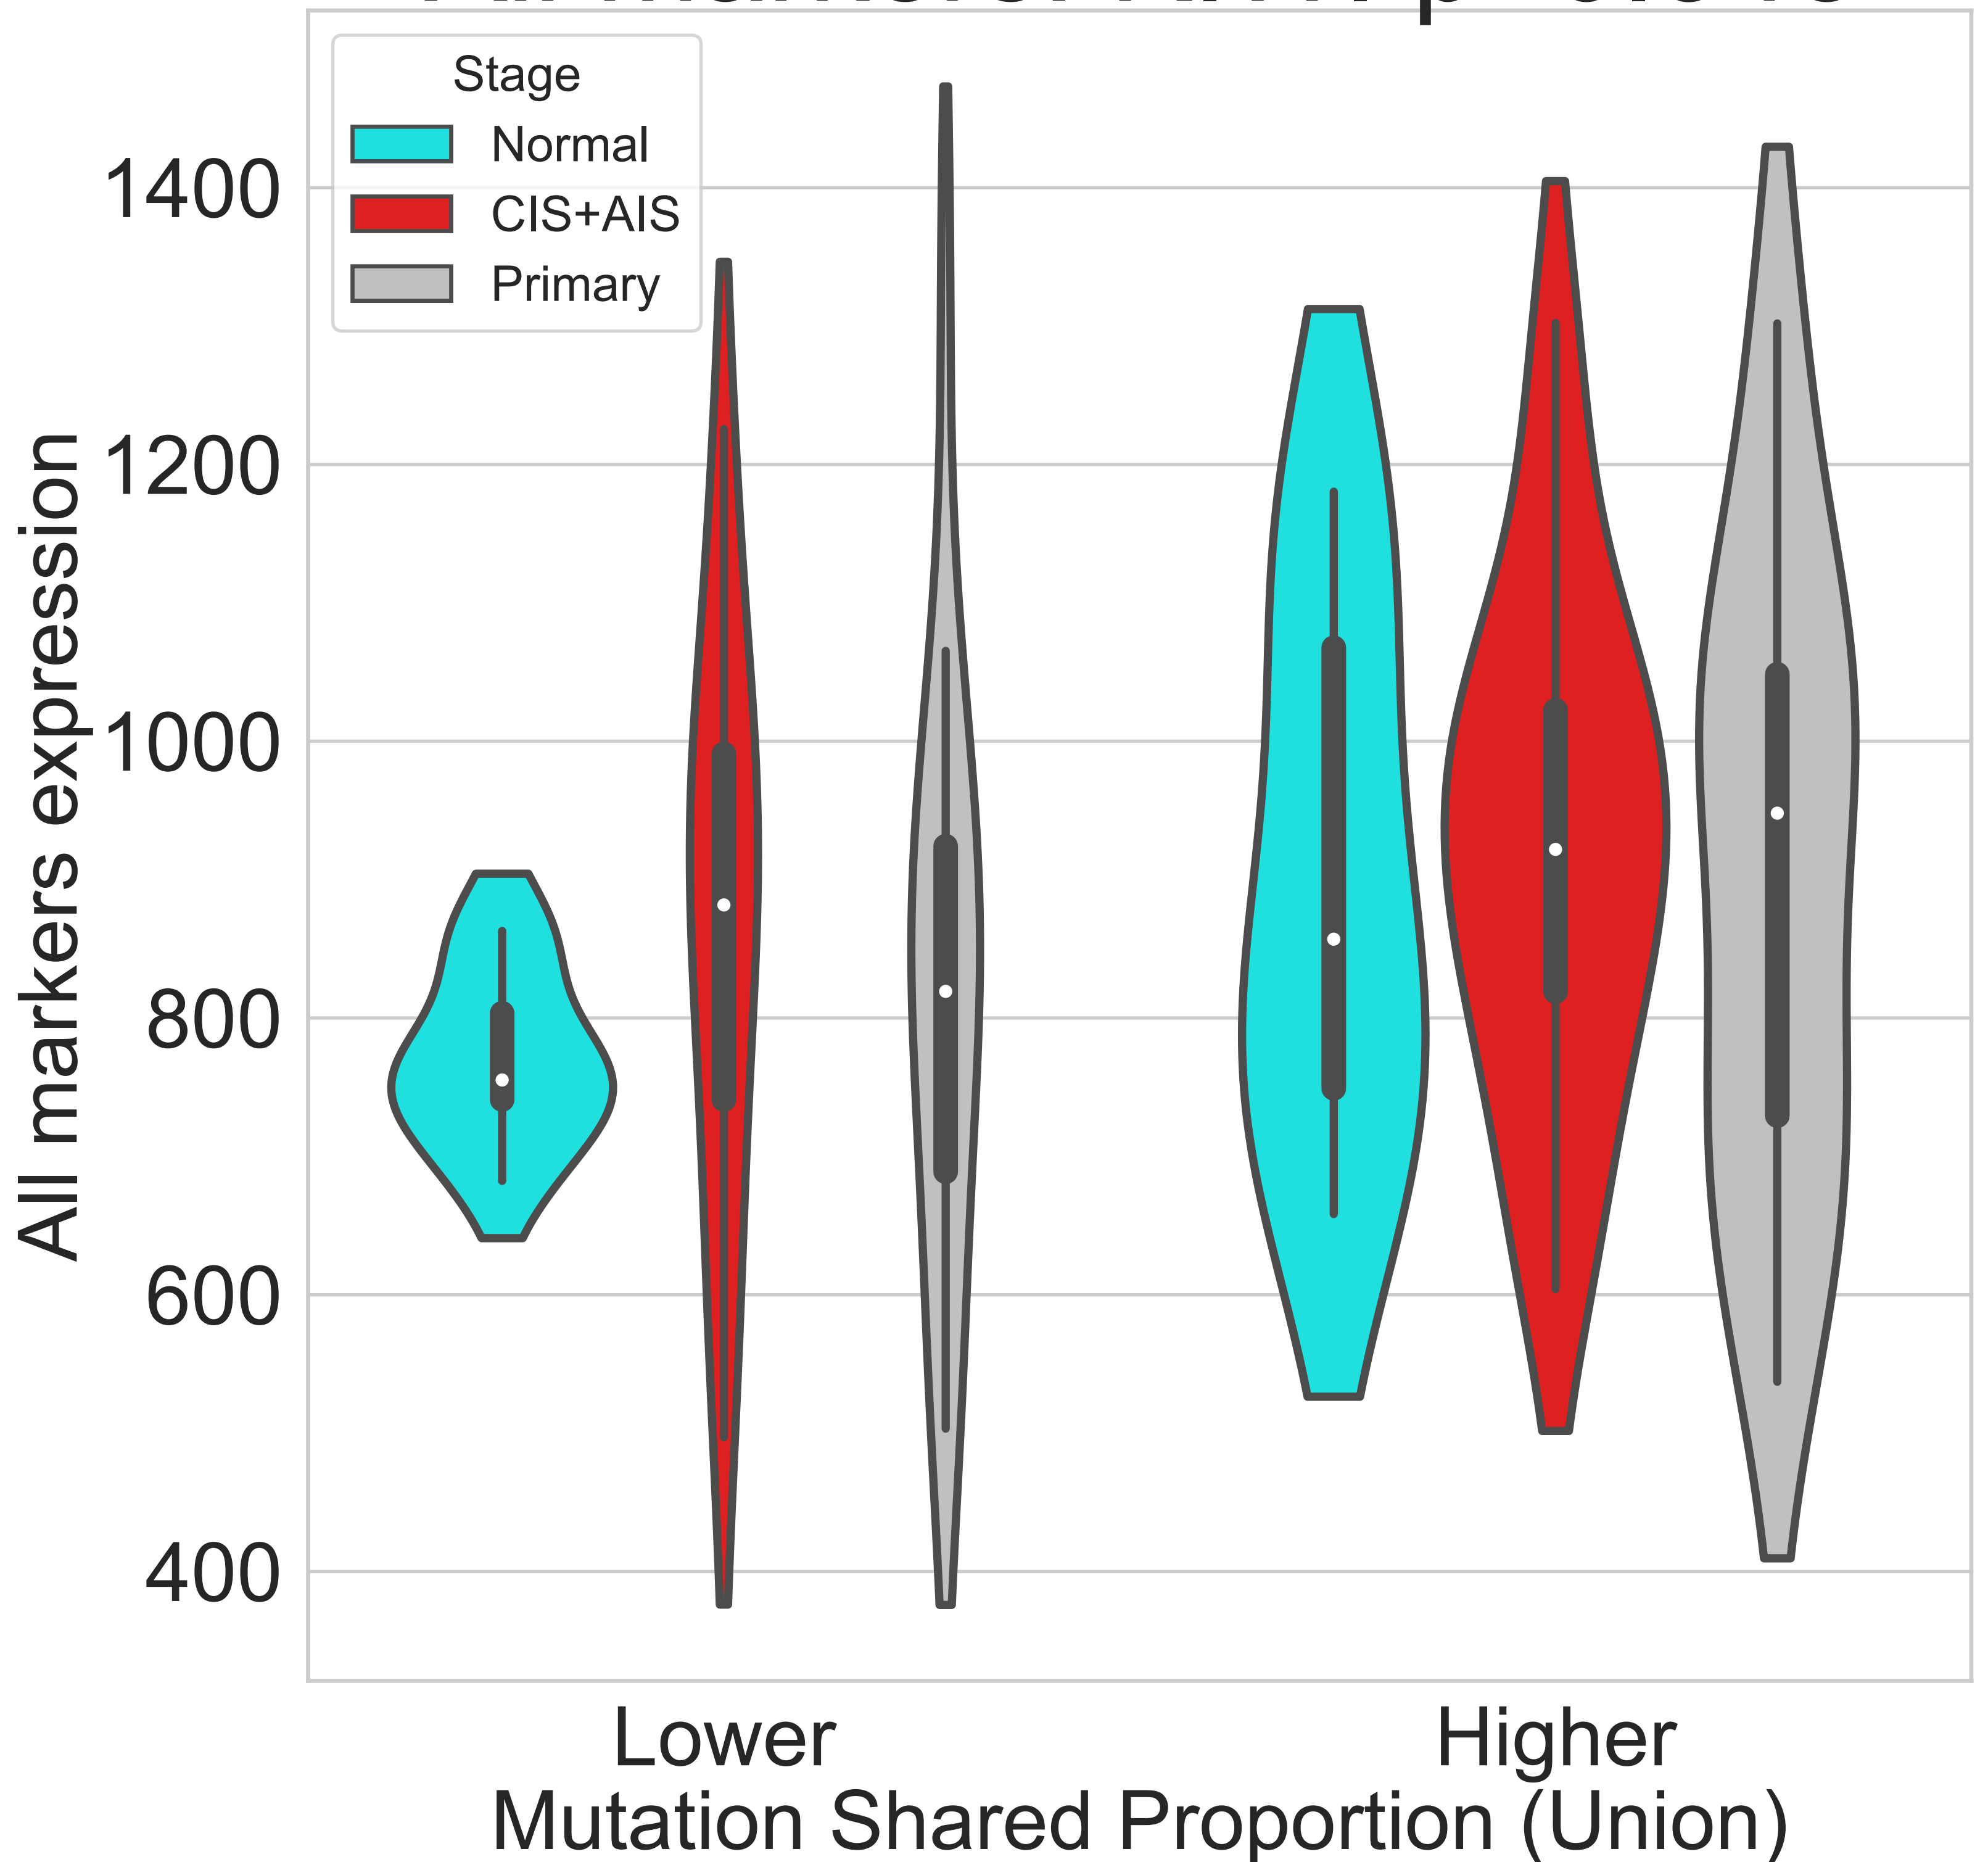 Stage
Normal
CIS+AIS
Primary
1400
1200
1000
800
600
400
All markers expression
Lower
Higher
Mutation Shared Proportion (Union)